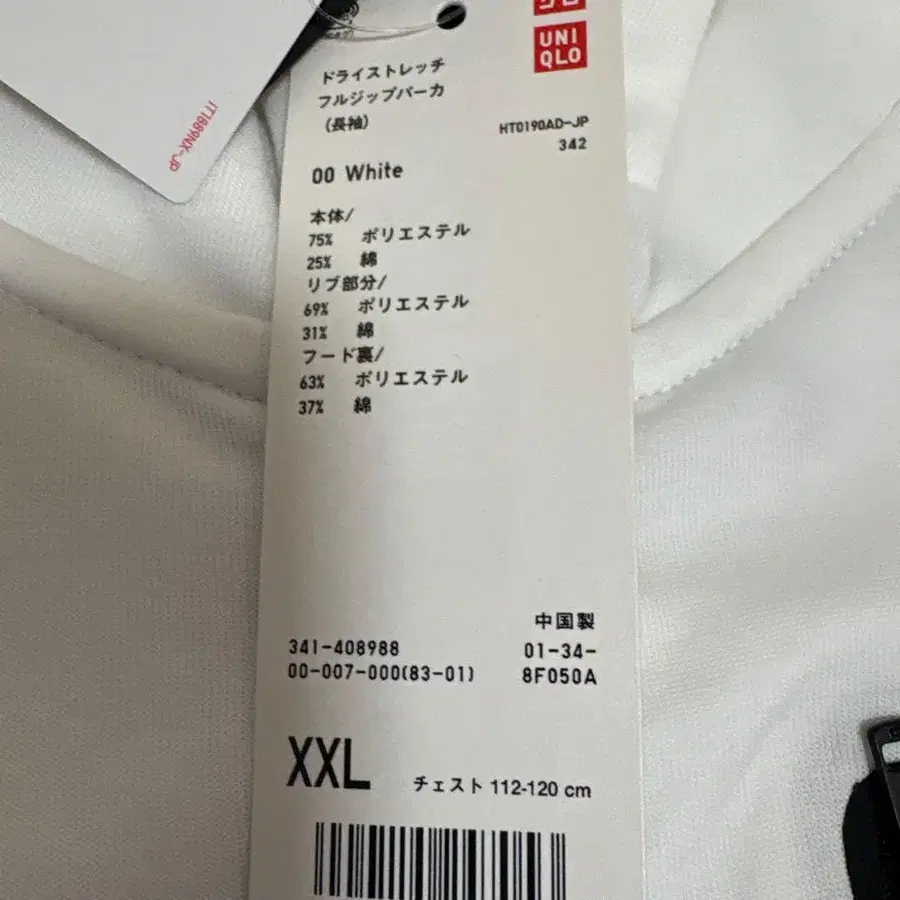 UNI
QLO
IT1889NX-JP
ドライストレッチ
フルジップパーカ
(長袖)
HT0190AD-JP
342
00 White
本体/
75% ポリエステル
25% 綿
リブ部分/
69% ポリエステル
31% 綿
フード裏/
63% ポリエステル
37% 綿
中国製
341-408988 01-34-
00-007-000(83-01) 8F050A
XXL チェスト 112-120 cm